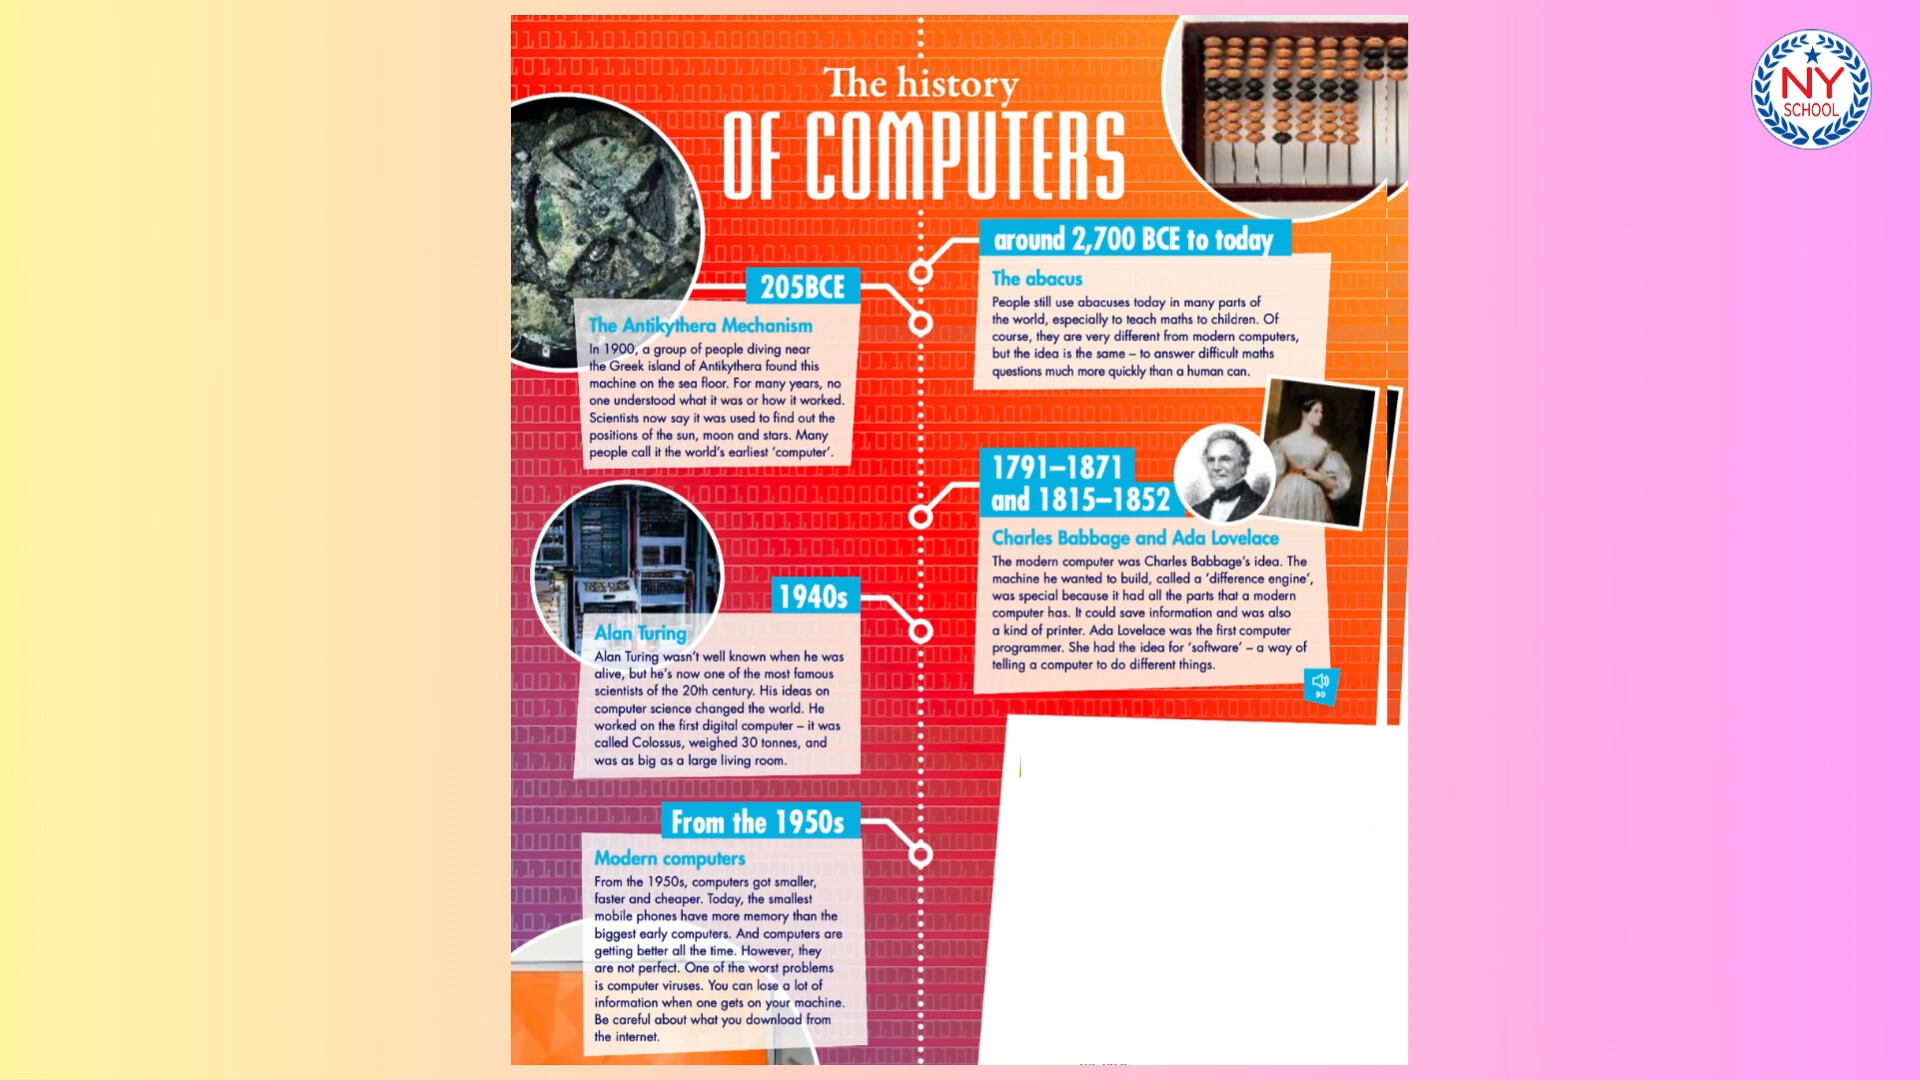 The history
OF COMPUTERS
NY
SCHOOL
around 2,700 BCE to today
The abacus
People still use abacuses today in many parts of
the world, especially to teach maths to children. Of
course, they are very different from modern computers,
but the idea is the same – to answer difficult maths
questions much more quickly than a human can.
205BCE
The Antikythera Mechanism
In 1900, a group of people diving near
the Greek island of Antikythera found this
machine on the sea floor. For many years, no
one understood what it was or how it worked.
Scientists now say it was used to find out the
positions of the sun, moon and stars. Many
people call it the world's earliest 'computer'.
1791–1871
and 1815–1852
Charles Babbage and Ada Lovelace
The modern computer was Charles Babbage's idea. The
machine he wanted to build, called a 'difference engine',
was special because it had all the parts that a modern
computer has. It could save information and was also
a kind of printer. Ada Lovelace was the first computer
programmer. She had the idea for 'software' – a way of
telling a computer to do different things.
90
1940s
Alan Turing
Alan Turing wasn't well known when he was
alive, but he's now one of the most famous
scientists of the 20th century. His ideas on
computer science changed the world. He
worked on the first digital computer – it was
called Colossus, weighed 30 tonnes, and
was as big as a large living room.
From the 1950s
Modern computers
From the 1950s, computers got smaller,
faster and cheaper. Today, the smallest
mobile phones have more memory than the
biggest early computers. And computers are
getting better all the time. However, they
are not perfect. One of the worst problems
is computer viruses. You can lose a lot of
information when one gets on your machine.
Be careful about what you download from
the internet.